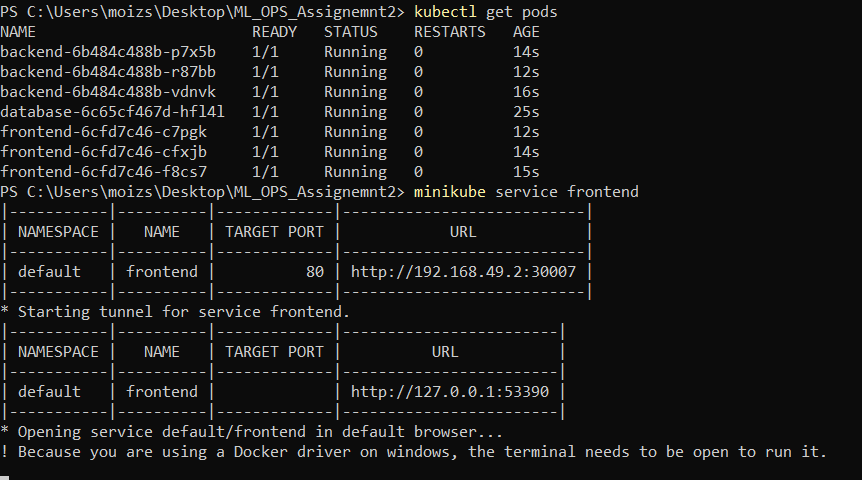 PS C:\Users\moizs\Desktop\ML_OPS_Assignemnt2> kubectl get pods
NAME                        READY   STATUS    RESTARTS   AGE
backend-6b484c488b-p7x5b    1/1     Running   0          14s
backend-6b484c488b-r87bb    1/1     Running   0          12s
backend-6b484c488b-vdnvk    1/1     Running   0          16s
database-6c65cf467d-hfl4l   1/1     Running   0          25s
frontend-6cfd7c46-c7pgk     1/1     Running   0          12s
frontend-6cfd7c46-cfxjb     1/1     Running   0          14s
frontend-6cfd7c46-f8cs7     1/1     Running   0          15s
PS C:\Users\moizs\Desktop\ML_OPS_Assignemnt2> minikube service frontend
|-----------|----------|-------------|---------------------------|
| NAMESPACE |   NAME   | TARGET PORT |            URL            |
|-----------|----------|-------------|---------------------------|
| default   | frontend |          80 | http://192.168.49.2:30007 |
|-----------|----------|-------------|---------------------------|
* Starting tunnel for service frontend.
|-----------|----------|-------------|------------------------|
| NAMESPACE |   NAME   | TARGET PORT |          URL           |
|-----------|----------|-------------|------------------------|
| default   | frontend |             | http://127.0.0.1:53390 |
|-----------|----------|-------------|------------------------|
* Opening service default/frontend in default browser...
! Because you are using a Docker driver on windows, the terminal needs to be open to run it.